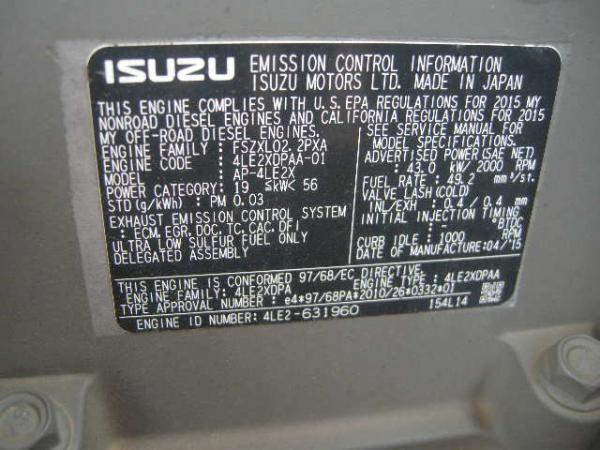 ISUZU EMISSION CONTROL INFORMATION
ISUZU MOTORS LTD. MADE IN JAPAN
THIS ENGINE COMPLIES WITH U.S.EPA REGULATIONS FOR 2015 MY
NONROAD DIESEL ENGINES AND CALIFORNIA REGULATIONS FOR 2015
MY OFF-ROAD DIESEL ENGINES.
ENGINE FAMILY : FSZXL02.2PXA
ENGINE CODE : 4LE2XDPAA-01
MODEL : AP-4LE2X
POWER CATEGORY: 19 ≤kW< 56
STD (g/kWh) : PM 0.03
EXHAUST EMISSION CONTROL SYSTEM
: ECM, EGR, DOC, TC, CAC, DFI
ULTRA LOW SULFUR FUEL ONLY
DELEGATED ASSEMBLY
SEE SERVICE MANUAL FOR
MODEL SPECIFICATIONS.
ADVERTISED POWER (SAE NET)
: 43.0 kW/ 2000 RPM
FUEL RATE : 49.2 mm³/st.
VALVE LASH (COLD)
IN/EXH : 0.4 / 0.4 mm
INITIAL INJECTION TIMING
: - °BTDC
CURB IDLE : 1000 RPM
DATE OF MANUFACTURE:04/'15
THIS ENGINE IS CONFORMED 97/68/EC DIRECTIVE.
ENGINE FAMILY: 4LE2XDPA ENGINE TYPE : 4LE2XDPAA
TYPE APPROVAL NUMBER : e4*97/68PA*2010/26*0332*01
ENGINE ID NUMBER: 4LE2-631960 154L14